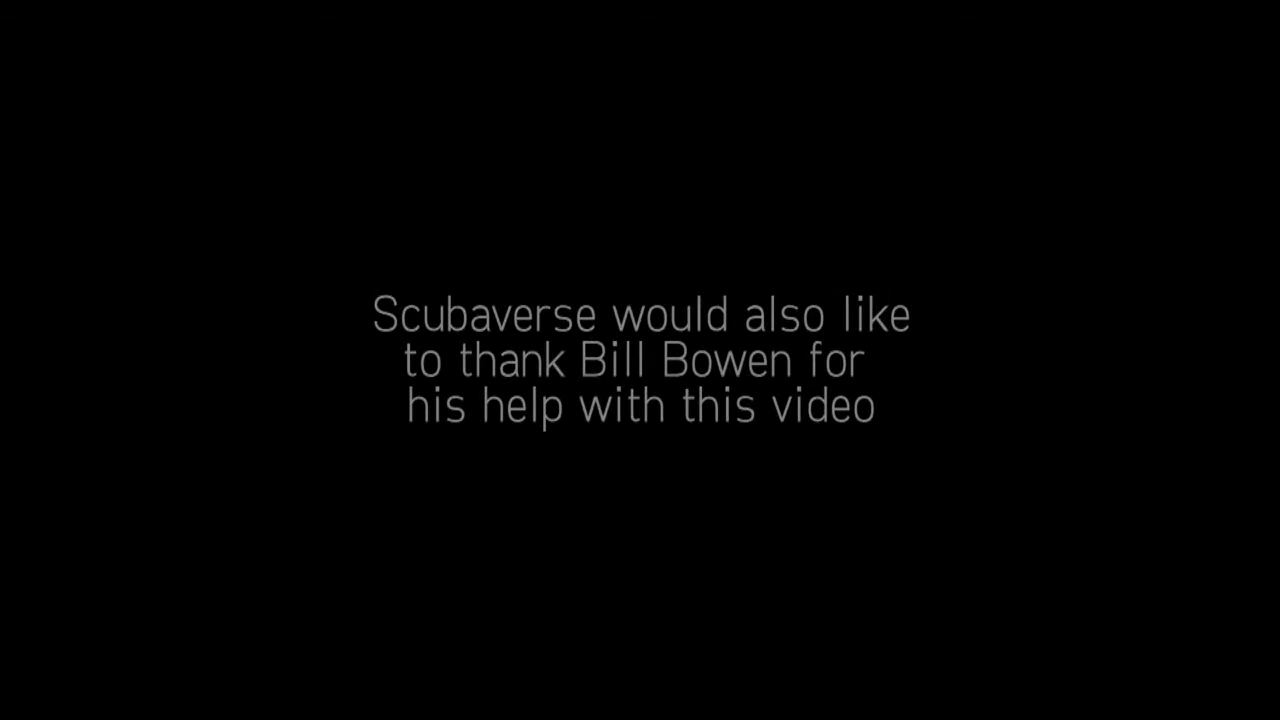 Scubaverse would also like
to thank Bill Bowen for
his help with this video